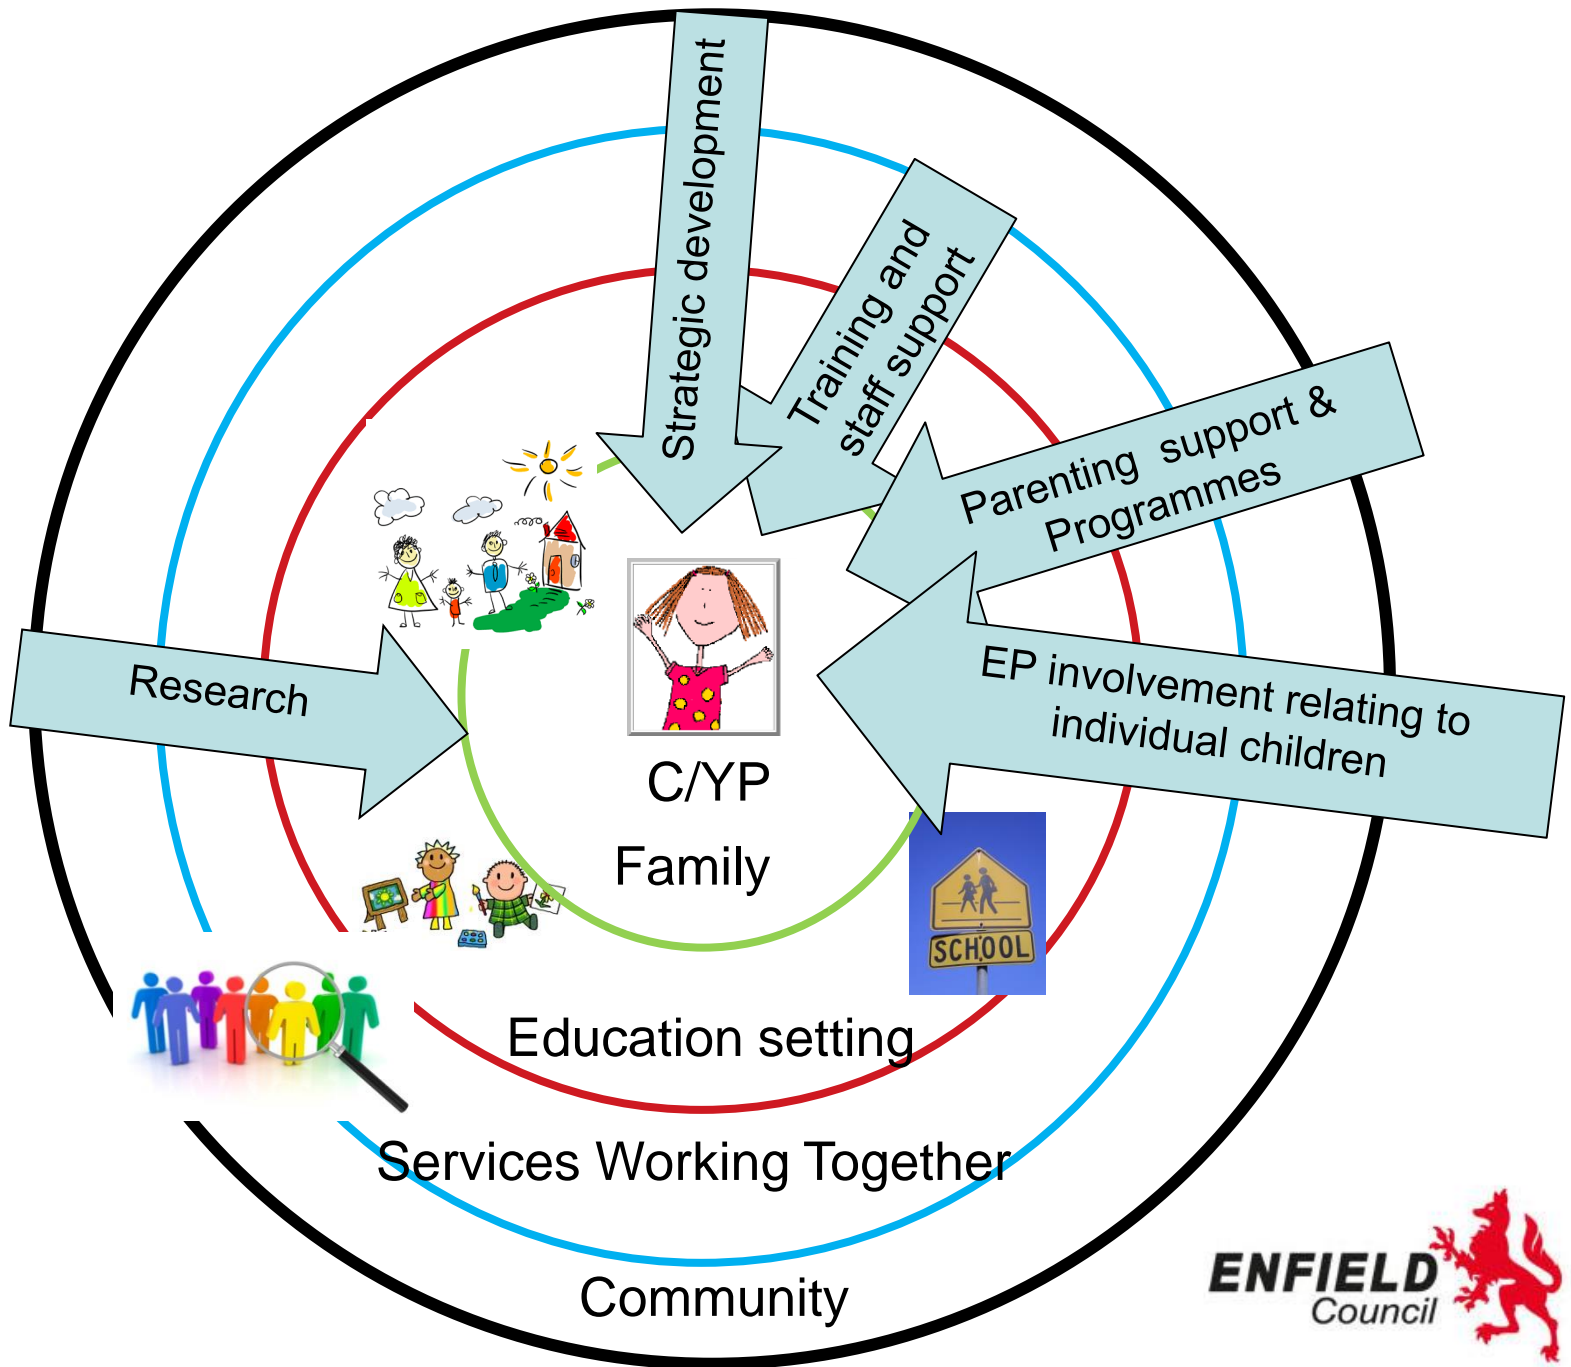 Strategic development
Training and
staff support
Parenting support &
Programmes
EP involvement relating to
individual children
Research
C/YP
Family
SCHOOL
Education setting
Services Working Together
Community
ENFIELD
Council